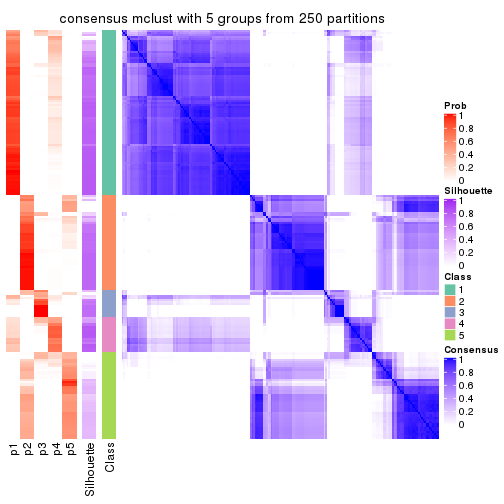 consensus mclust with 5 groups from 250 partitions
Prob
1
0.8
0.6
0.4
0.2
0
Silhouette
1
0.8
0.6
0.4
0.2
0
Class
1
2
3
4
5
Consensus
1
0.8
0.6
0.4
0.2
0
p1
p2
p3
p4
p5
Silhouette
Class